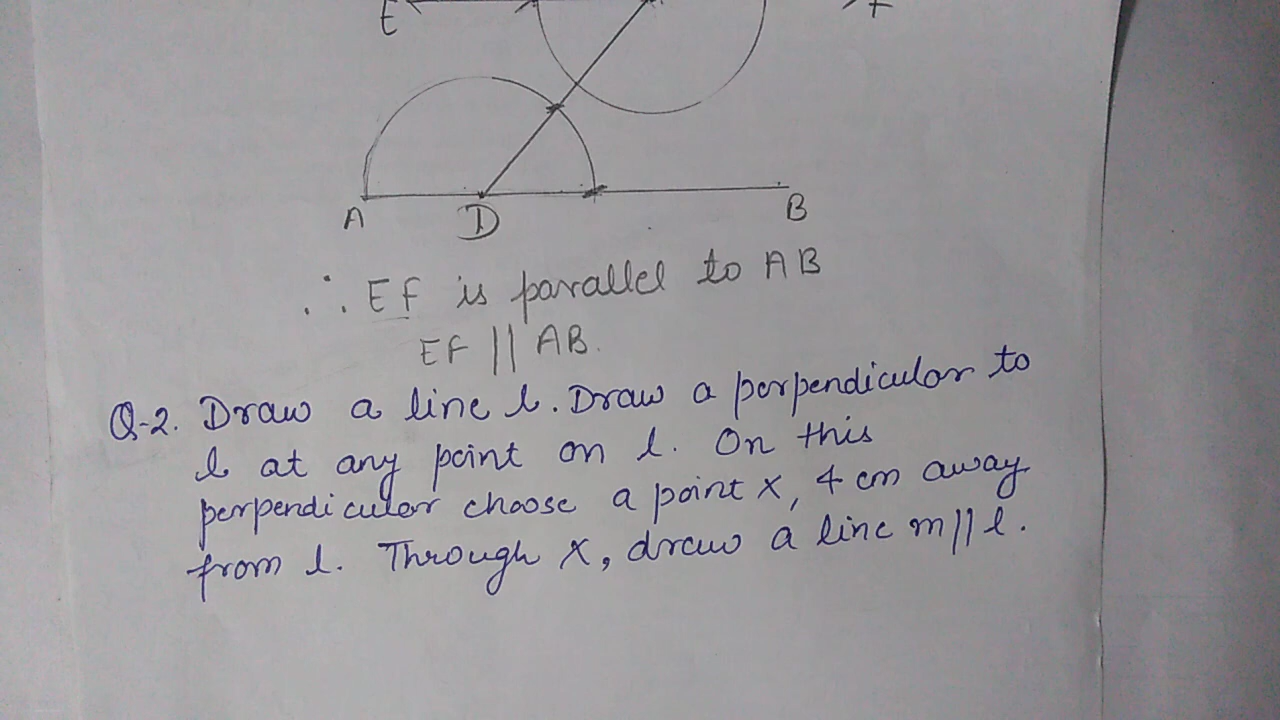 E F
A D B
∴ EF is parallel to AB
EF || AB.
Q-2. Draw a line l. Draw a perpendicular to
l at any point on l. On this
perpendicular choose a point X, 4 cm away
from l. Through X, draw a line m || l.